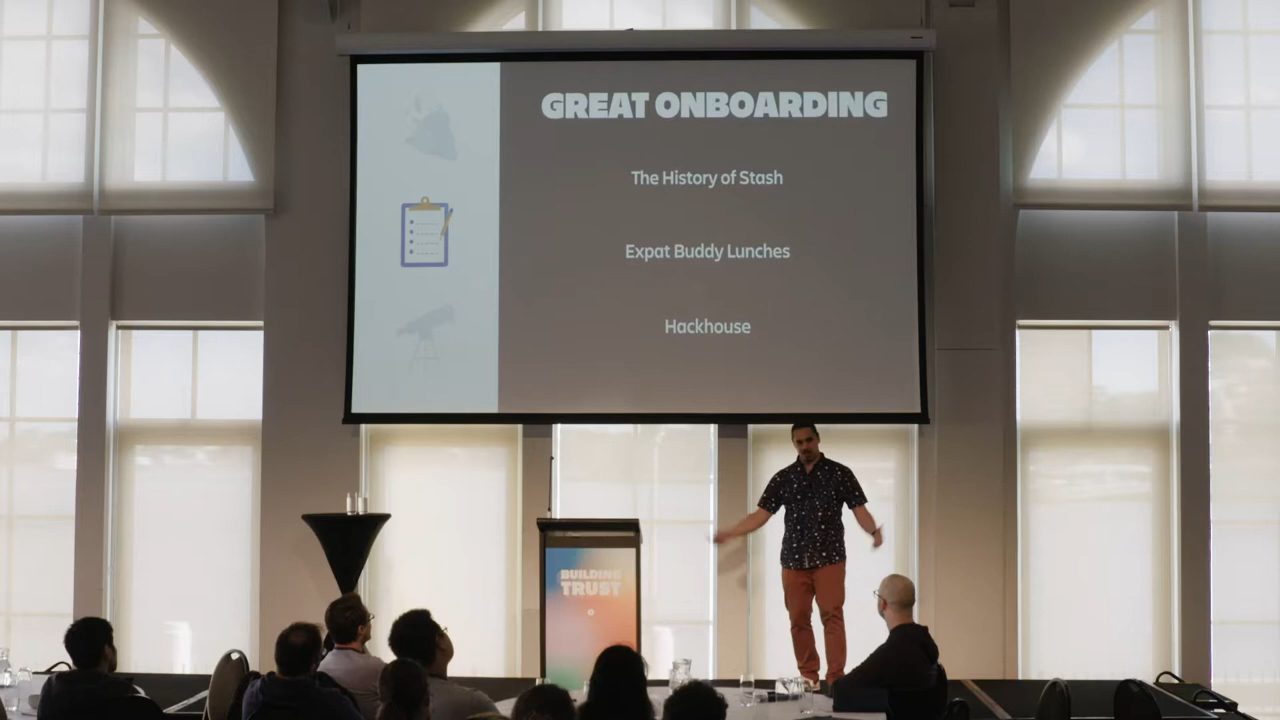 GREAT ONBOARDING
The History of Stash
Expat Buddy Lunches
Hackhouse
BUILDING
TRUST